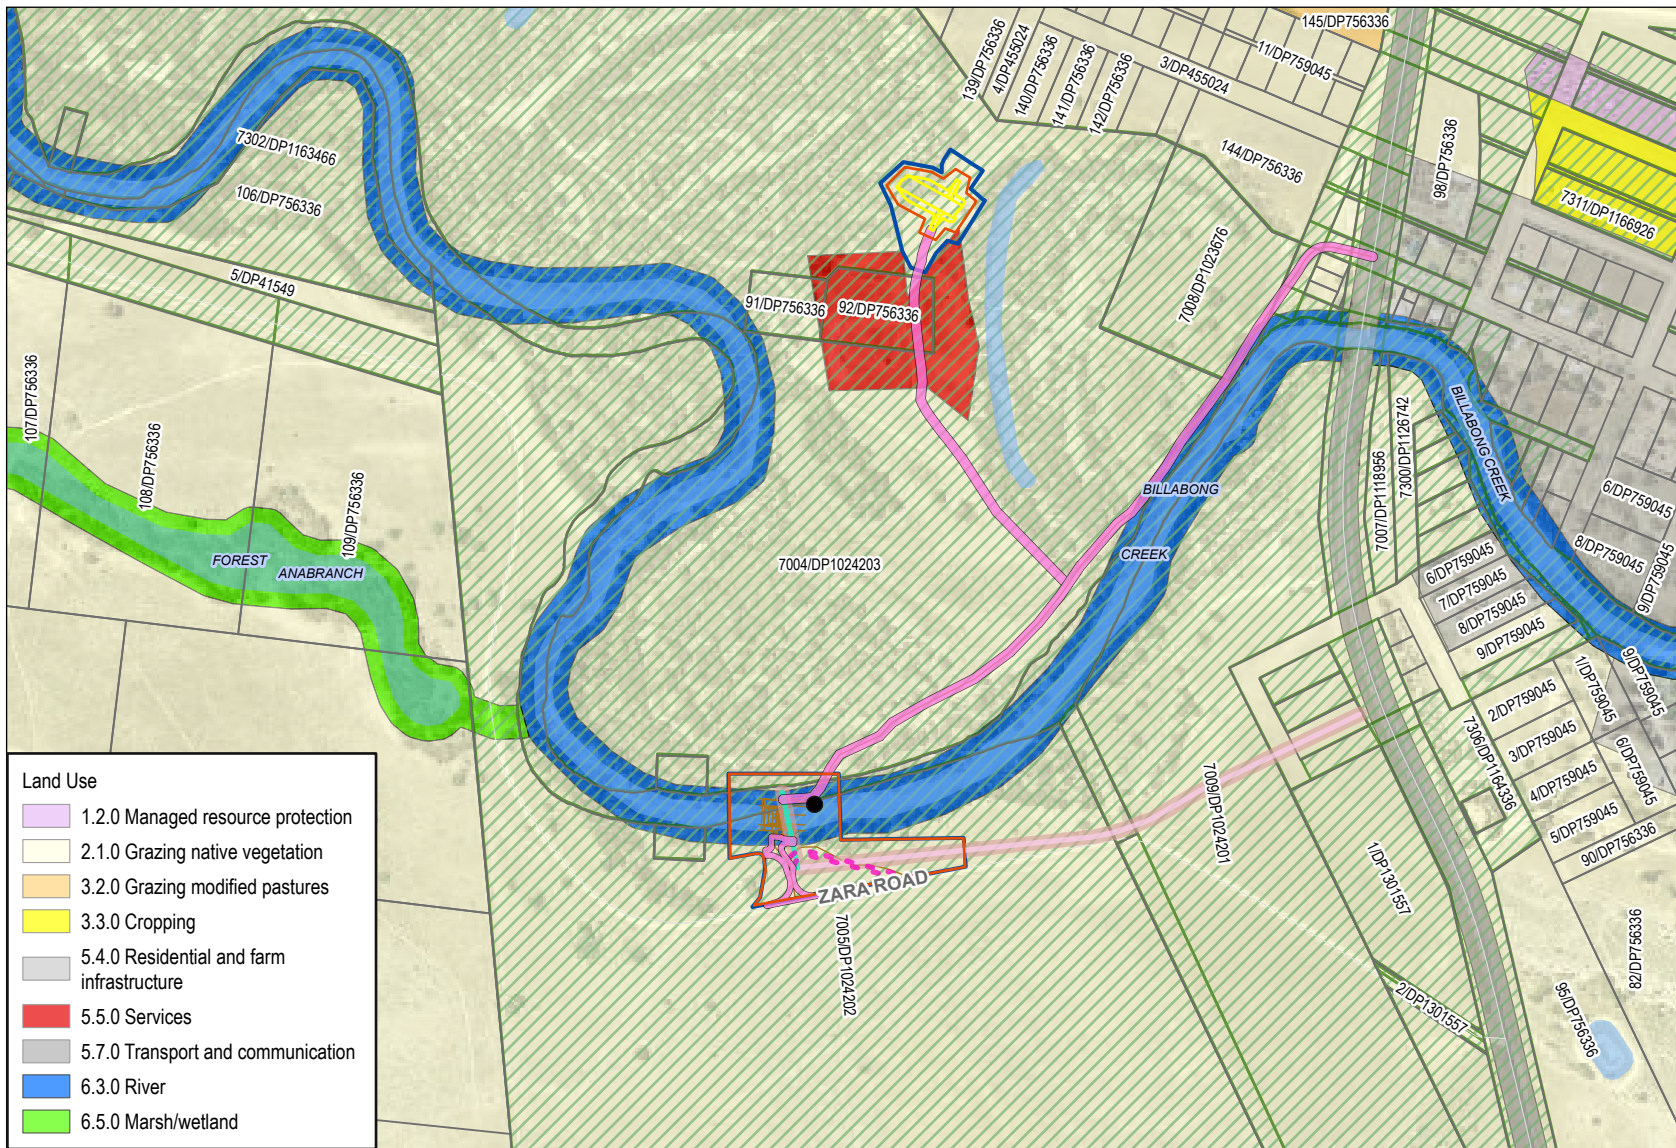 145/DP756336
139/DP756336
4/DP455024
140/DP756336
141/DP756336
142/DP756336
3/DP455024
11/DP759045
144/DP756336
98/DP756336
7311/DP1166926
7302/DP1163466
106/DP756336
5/DP41549
91/DP756336
92/DP756336
7008/DP1023676
107/DP756336
108/DP756336
109/DP756336
FOREST
ANABRANCH
BILLABONG
CREEK
BILLABONG CREEK
7004/DP1024203
7007/DP1118956
7300/DP1126742
6/DP759045
8/DP759045
9/DP759045
6/DP759045
7/DP759045
8/DP759045
9/DP759045
1/DP759045
9/DP759045
2/DP759045
3/DP759045
6/DP759045
4/DP759045
5/DP759045
90/DP756336
7306/DP1164336
7009/DP1024201
1/DP1301557
2/DP1301557
82/DP756336
95/DP756336
ZARA ROAD
7005/DP1024202
Land Use
1.2.0 Managed resource protection
2.1.0 Grazing native vegetation
3.2.0 Grazing modified pastures
3.3.0 Cropping
5.4.0 Residential and farm
infrastructure
5.5.0 Services
5.7.0 Transport and communication
6.3.0 River
6.5.0 Marsh/wetland